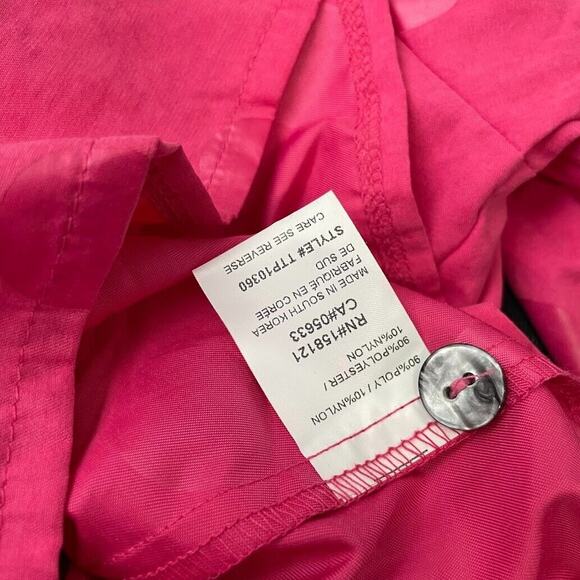 90%POLY / 10%NYLON
90%POLYESTER /
10%NYLON
RN#158121
CA#05633
MADE IN SOUTH KOREA
FABRIQUE EN CORÉE
DE SUD
STYLE# TTP10360
CARE SEE REVERSE